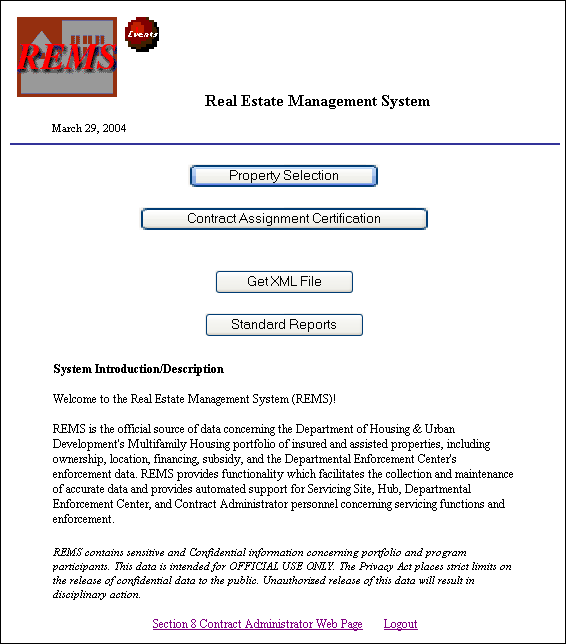 REMS
Events
Real Estate Management System
March 29, 2004
Property Selection
Contract Assignment Certification
Get XML File
Standard Reports
System Introduction/Description
Welcome to the Real Estate Management System (REMS)!
REMS is the official source of data concerning the Department of Housing & Urban
Development's Multifamily Housing portfolio of insured and assisted properties, including
ownership, location, financing, subsidy, and the Departmental Enforcement Center's
enforcement data. REMS provides functionality which facilitates the collection and maintenance
of accurate data and provides automated support for Servicing Site, Hub, Departmental
Enforcement Center, and Contract Administrator personnel concerning servicing functions and
enforcement.
REMS contains sensitive and Confidential information concerning portfolio and program
participants. This data is intended for OFFICIAL USE ONLY. The Privacy Act places strict limits on
the release of confidential data to the public. Unauthorized release of this data will result in
disciplinary action.
Section 8 Contract Administrator Web Page Logout